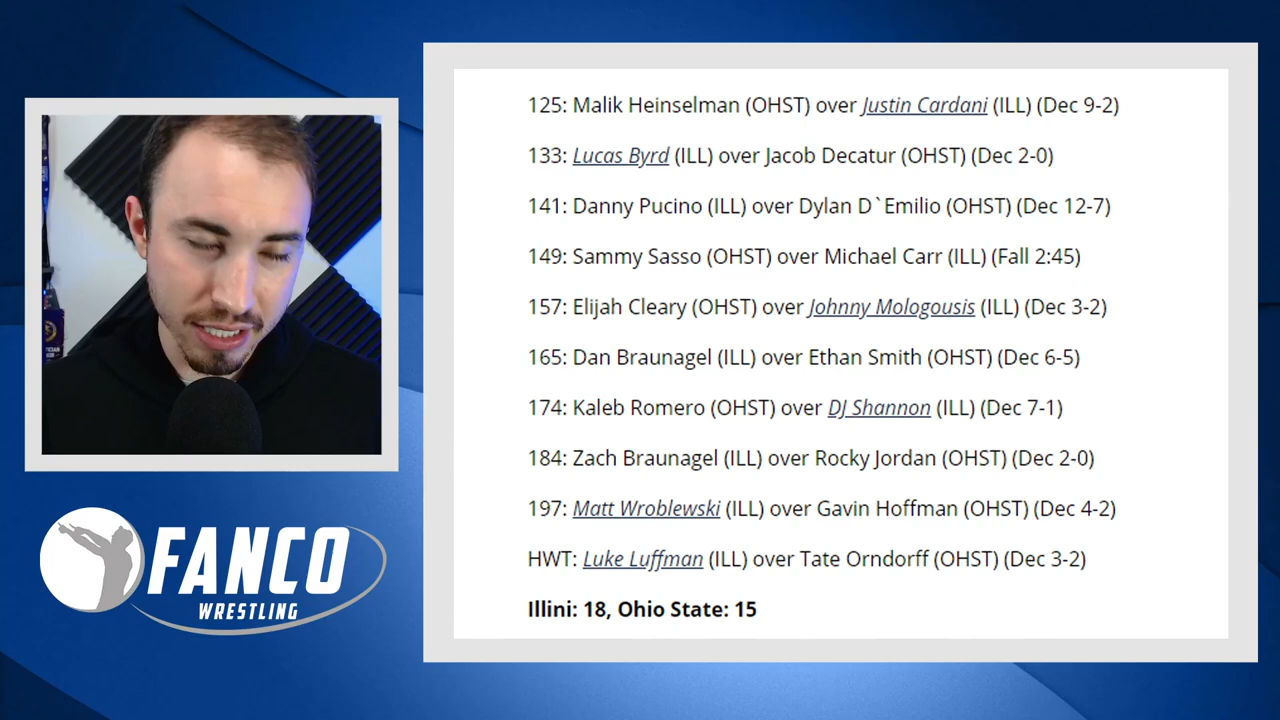 125: Malik Heinselman (OHST) over Justin Cardani (ILL) (Dec 9-2)
133: Lucas Byrd (ILL) over Jacob Decatur (OHST) (Dec 2-0)
141: Danny Pucino (ILL) over Dylan D`Emilio (OHST) (Dec 12-7)
149: Sammy Sasso (OHST) over Michael Carr (ILL) (Fall 2:45)
157: Elijah Cleary (OHST) over Johnny Mologousis (ILL) (Dec 3-2)
165: Dan Braunagel (ILL) over Ethan Smith (OHST) (Dec 6-5)
174: Kaleb Romero (OHST) over DJ Shannon (ILL) (Dec 7-1)
184: Zach Braunagel (ILL) over Rocky Jordan (OHST) (Dec 2-0)
197: Matt Wroblewski (ILL) over Gavin Hoffman (OHST) (Dec 4-2)
HWT: Luke Luffman (ILL) over Tate Orndorff (OHST) (Dec 3-2)
Illini: 18, Ohio State: 15
FANCO
WRESTLING